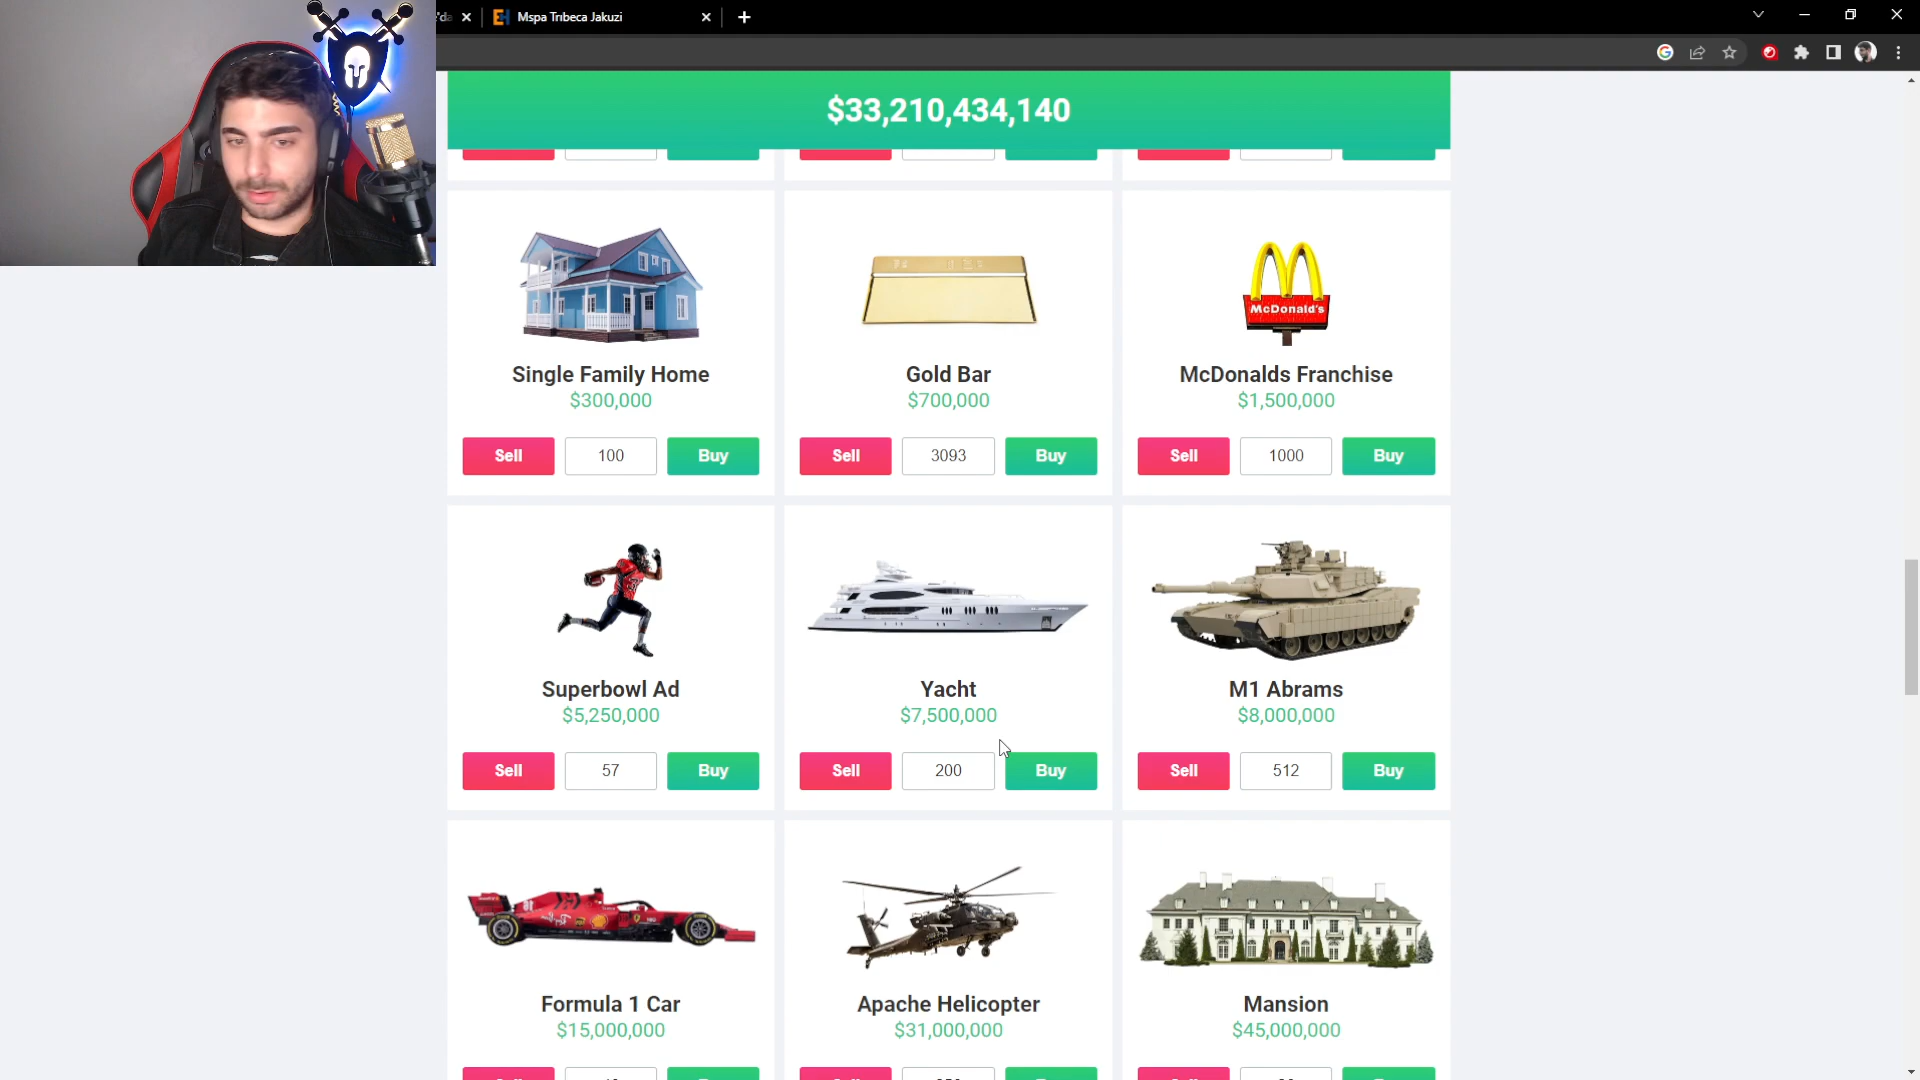 'da
Mspa Tribeca Jakuzi
$33,210,434,140
McDonald's
Single Family Home
$300,000
Sell 100 Buy
Gold Bar
$700,000
Sell 3093 Buy
McDonalds Franchise
$1,500,000
Sell 1000 Buy
Superbowl Ad
$5,250,000
Sell 57 Buy
Yacht
$7,500,000
Sell 200 Buy
M1 Abrams
$8,000,000
Sell 512 Buy
Formula 1 Car
$15,000,000
Apache Helicopter
$31,000,000
Mansion
$45,000,000